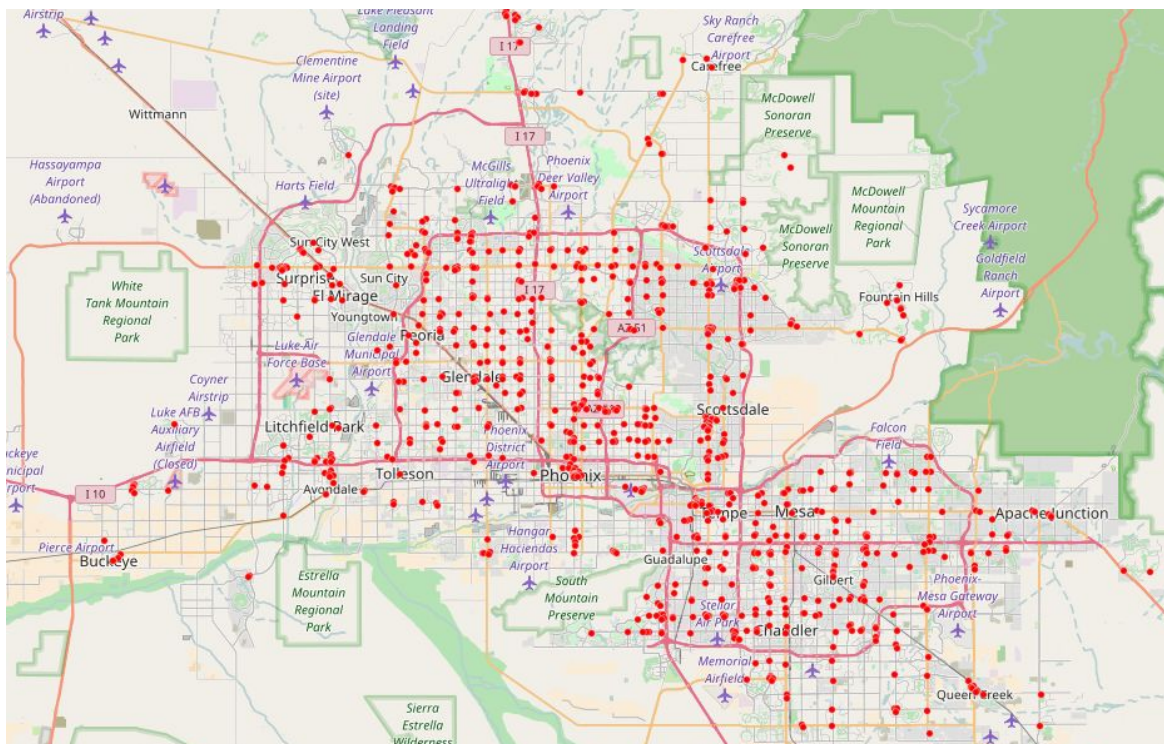 Airstrip
Lake Pleasant
Landing
Field
I 17
Sky Ranch
Carefree
Airport
Carefree
Clementine
Mine Airport
(site)
Wittmann
McDowell
Sonoran
Preserve
I 17
Hassayampa
Airport
(Abandoned)
Harts Field
McGills
Ultralight
Field
Phoenix
Deer Valley
Airport
McDowell
Mountain
Regional
Park
Sycamore
Creek Airport
Sun City West
McDowell
Sonoran
Preserve
Scottsdale
Airport
Goldfield
Ranch
Airport
White
Tank Mountain
Regional
Park
Surprise
Sun City
El Mirage
I 17
Fountain Hills
Youngtown
Peoria
AZ 51
Glendale
Municipal
Airport
Luke Air
Force Base
Glendale
Coyner
Airstrip
Luke AFB
Auxiliary
Airfield
(Closed)
Litchfield Park
Scottsdale
Falcon
Field
Phoenix
District
Airport
Tolleson
Phoenix
I 10
Avondale
Tempe
Mesa
Apache Junction
Pierce Airport
Buckeye
Hangar
Haciendas
Airport
Guadalupe
Gilbert
Estrella
Mountain
Regional
Park
South
Mountain
Preserve
Stellar
Air Park
Phoenix-
Mesa Gateway
Airport
Chandler
Memorial
Airfield
Queen Creek
Sierra
Estrella
Wilderness